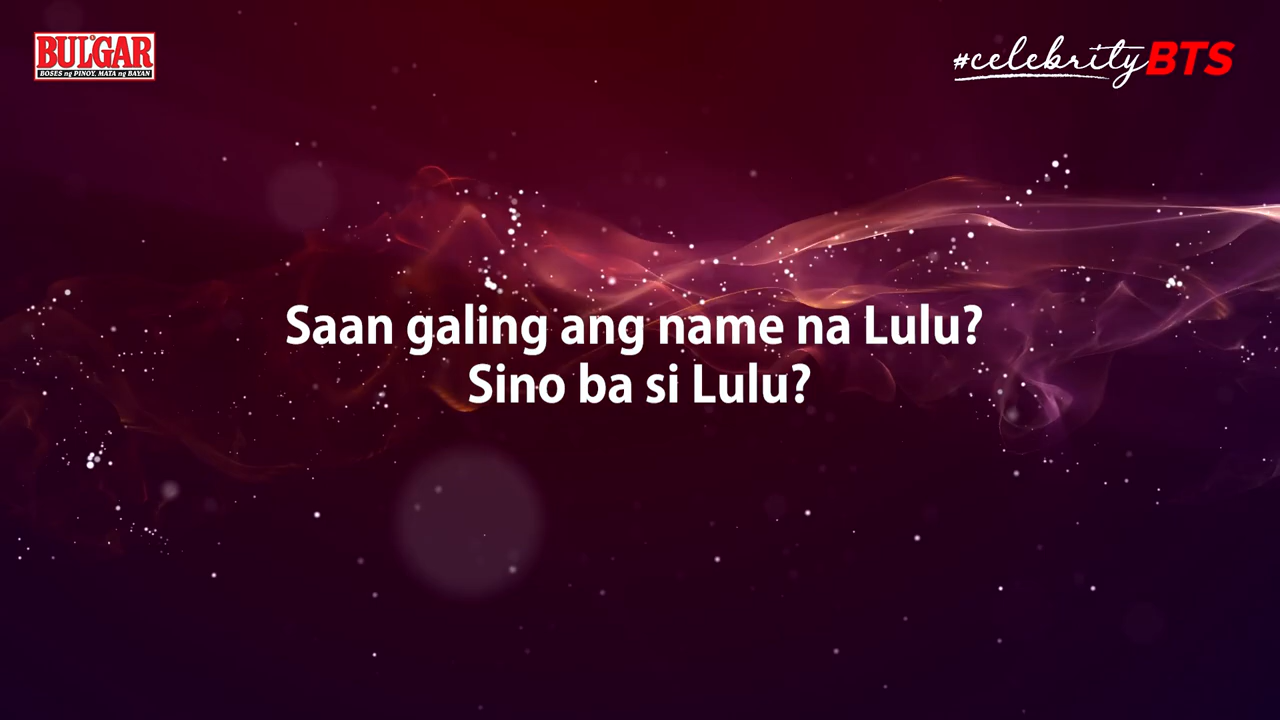 BULGAR
BOSES ng PINOY, MATA ng BAYAN
#celebrityBTS
Saan galing ang name na Lulu?
Sino ba si Lulu?